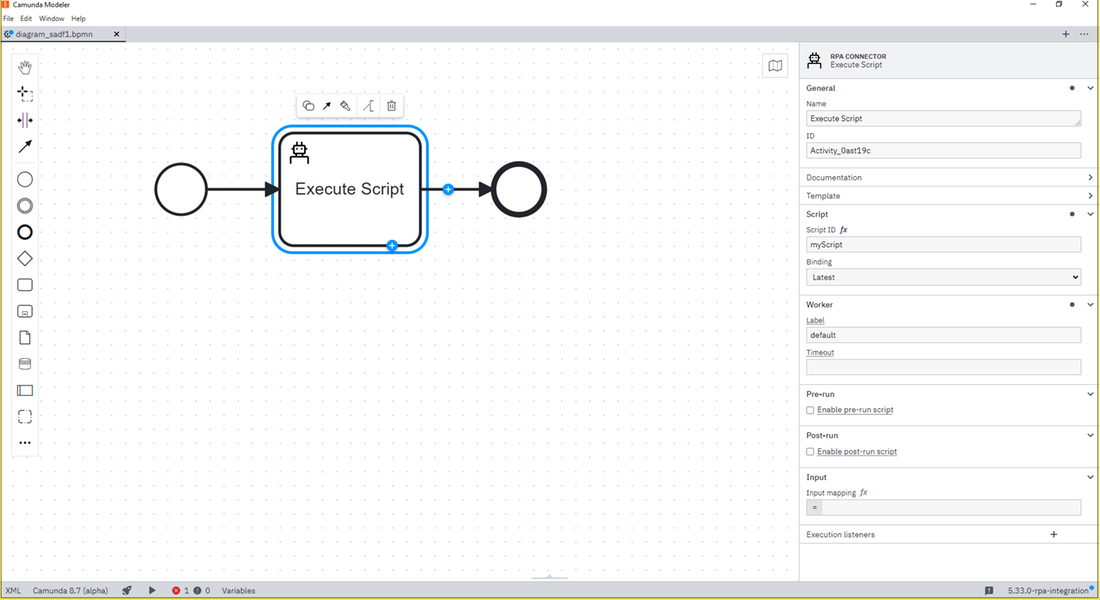 Camunda Modeler
File Edit Window Help
diagram_sadf1.bpmn
Execute Script
RPA CONNECTOR
Execute Script
General
Name
Execute Script
ID
Activity_0ast19c
Documentation
Template
Script
Script ID fx
myScript
Binding
Latest
Worker
Label
default
Timeout
Pre-run
Enable pre-run script
Post-run
Enable post-run script
Input
Input mapping fx
=
Execution listeners
XML Camunda 8.7 (alpha) 1 0 Variables 5.33.0-rpa-integration